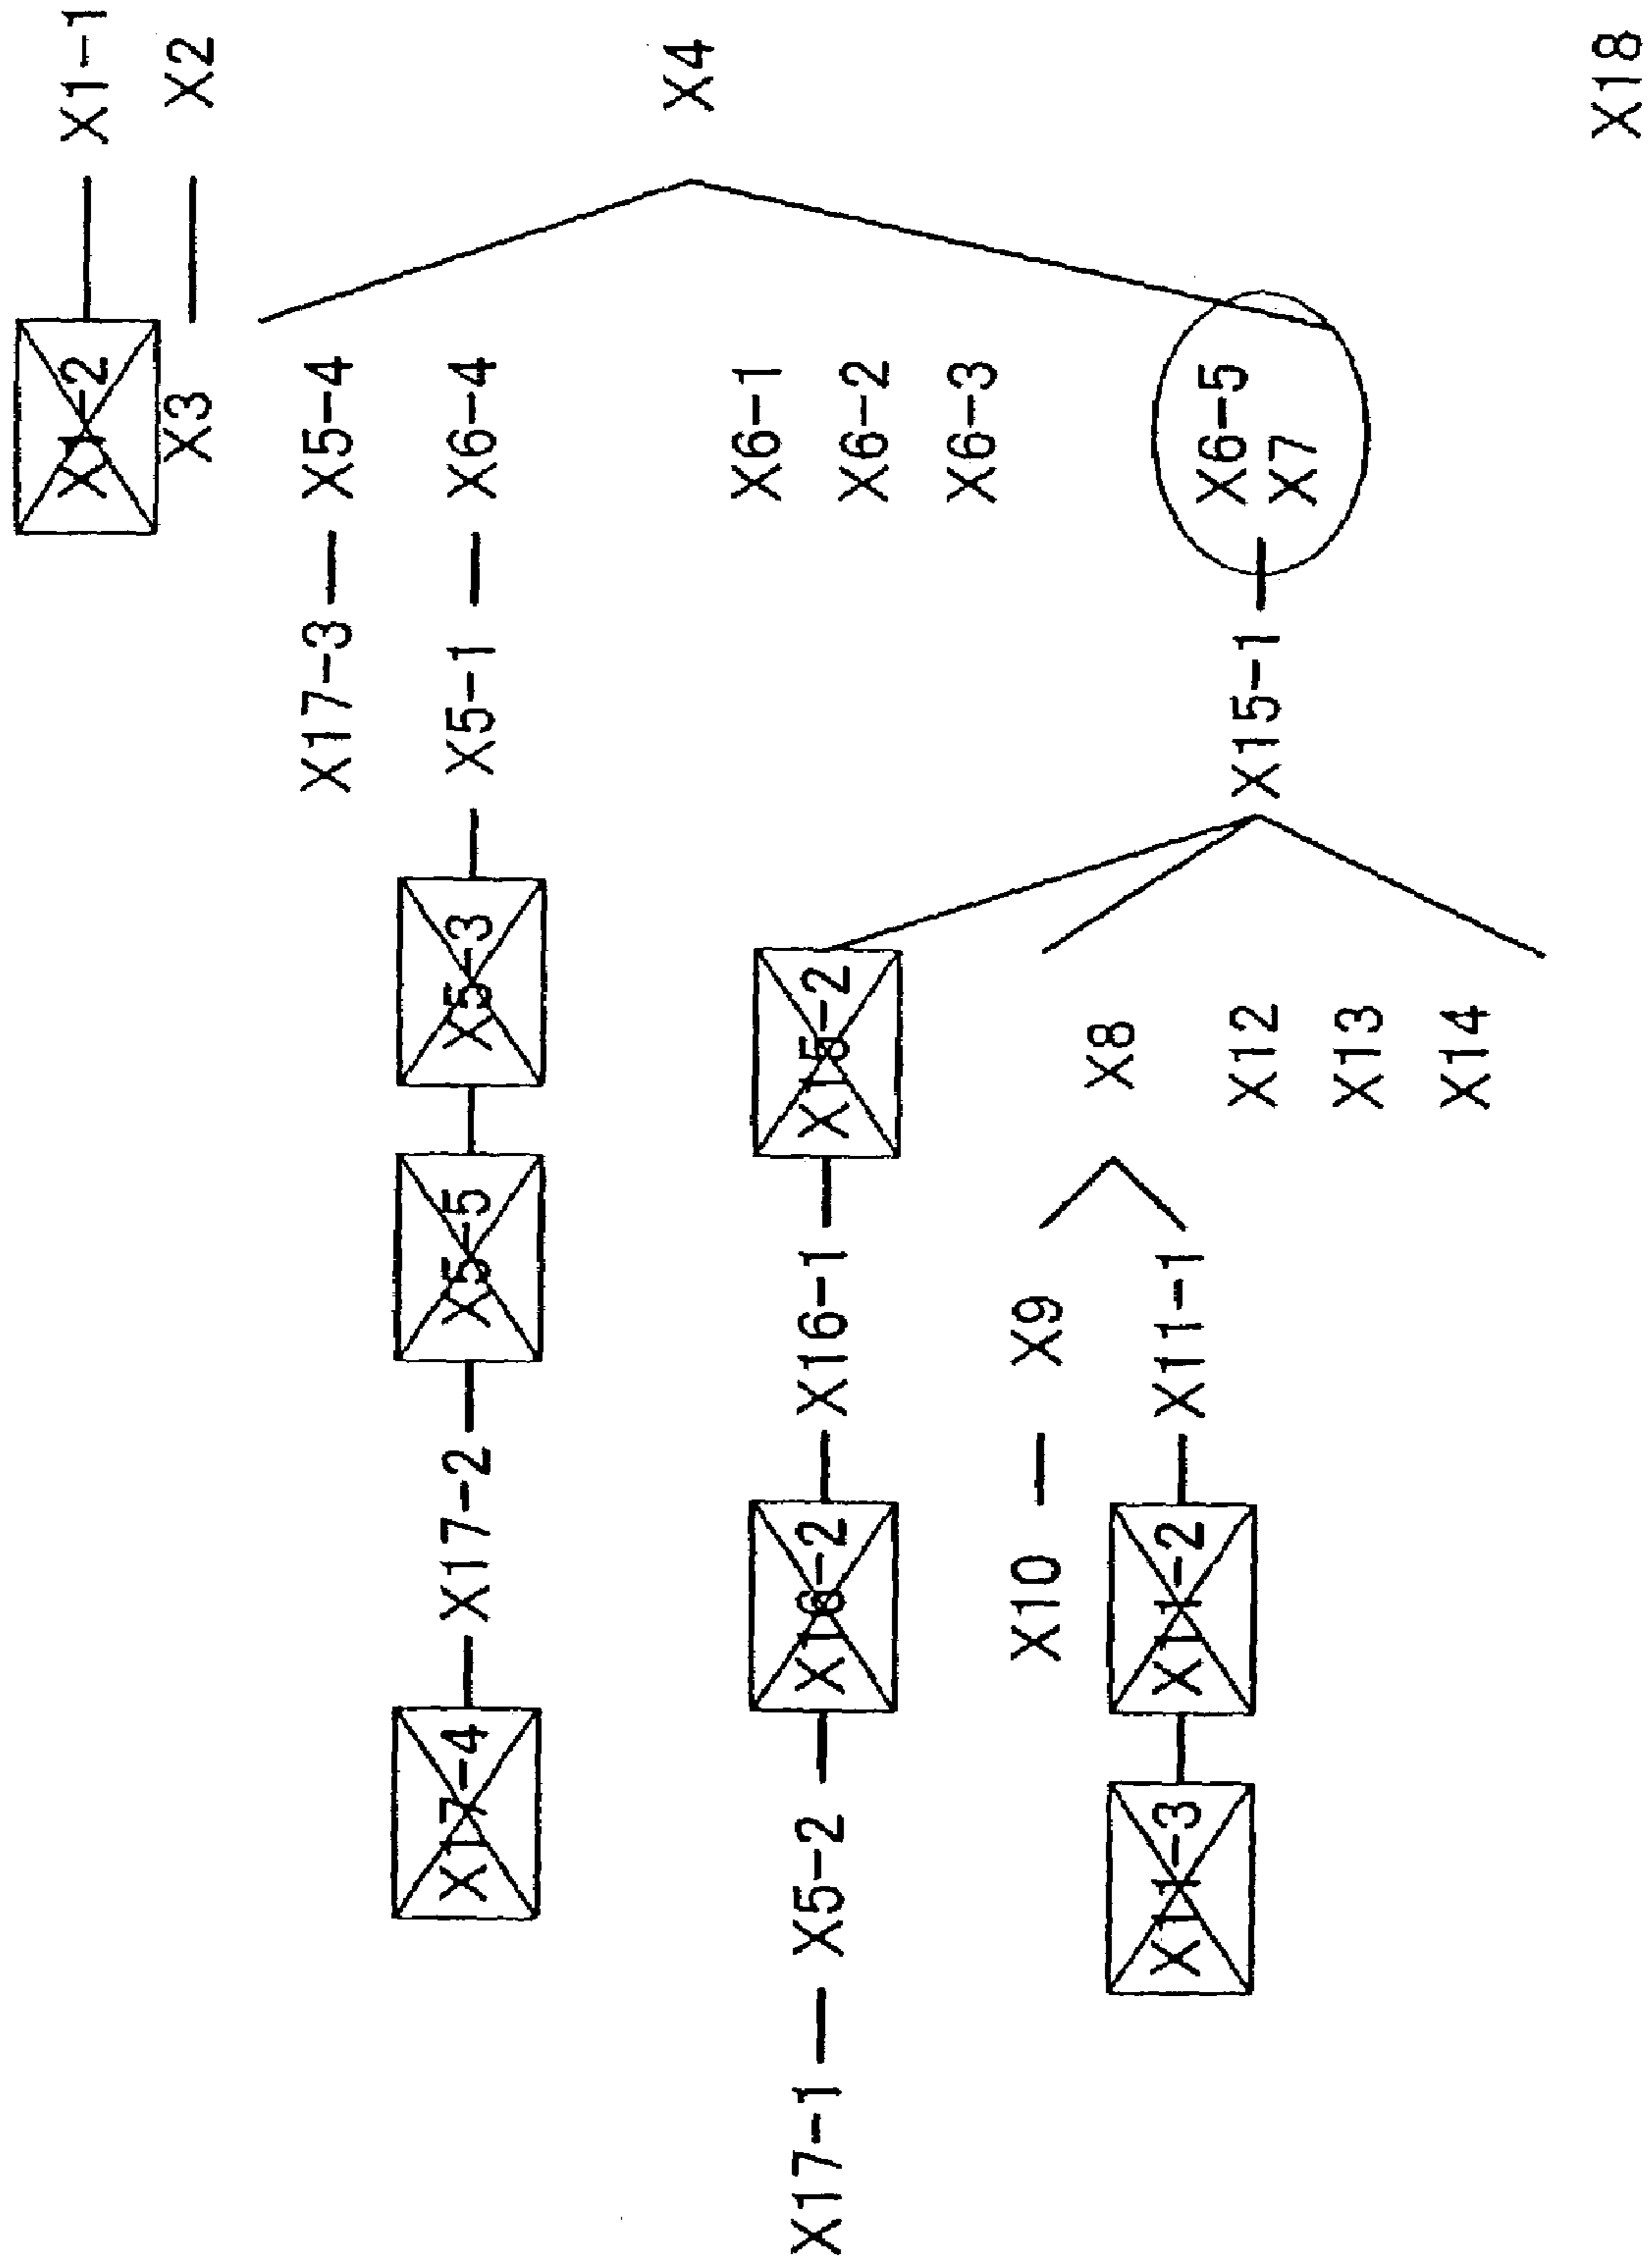 X1-2 X1-1
X3 X2
X17-3 X5-4
X17-4 X17-2 X5-5 X5-3 X5-1 X6-4
X4
X6-1
X17-1 X5-2 X16-2 X16-1 X15-2
X6-2
X6-3
X10 X9
X8
X11-3 X11-2 X11-1
X6-5
X12 X15-1
X7
X13
X14
X18